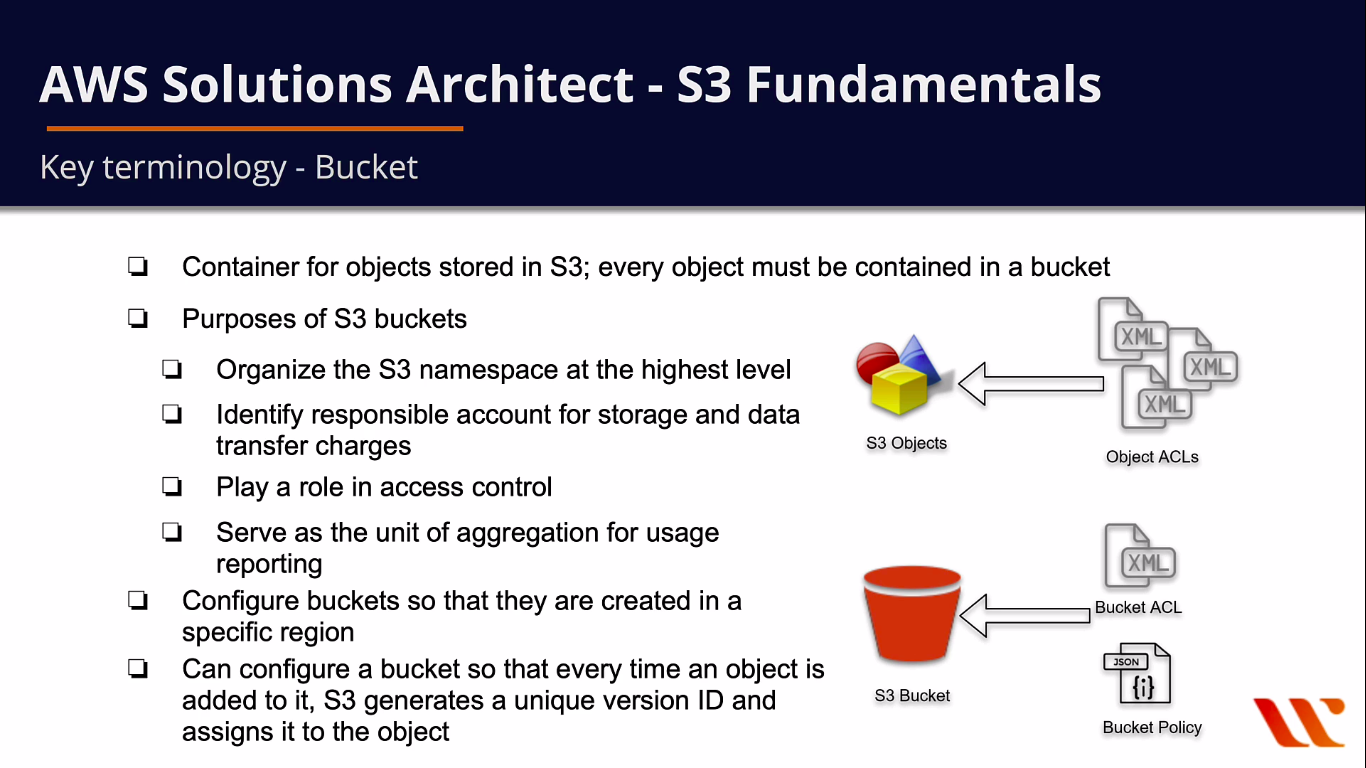 AWS Solutions Architect - S3 Fundamentals
Key terminology - Bucket
Container for objects stored in S3; every object must be contained in a bucket
Purposes of S3 buckets
Organize the S3 namespace at the highest level
Identify responsible account for storage and data
transfer charges
Play a role in access control
Serve as the unit of aggregation for usage
reporting
Configure buckets so that they are created in a
specific region
Can configure a bucket so that every time an object is
added to it, S3 generates a unique version ID and
assigns it to the object
XML
XML
XML
S3 Objects
Object ACLs
XML
Bucket ACL
JSON
{i}
S3 Bucket
Bucket Policy